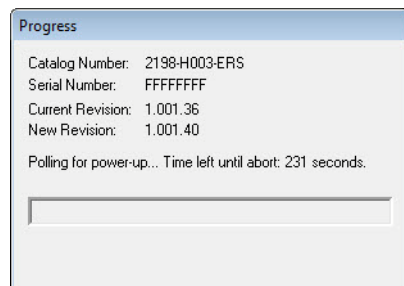 Progress
Catalog Number: 2198-H003-ERS
Serial Number: FFFFFFFF
Current Revision: 1.001.36
New Revision: 1.001.40
Polling for power-up... Time left until abort: 231 seconds.